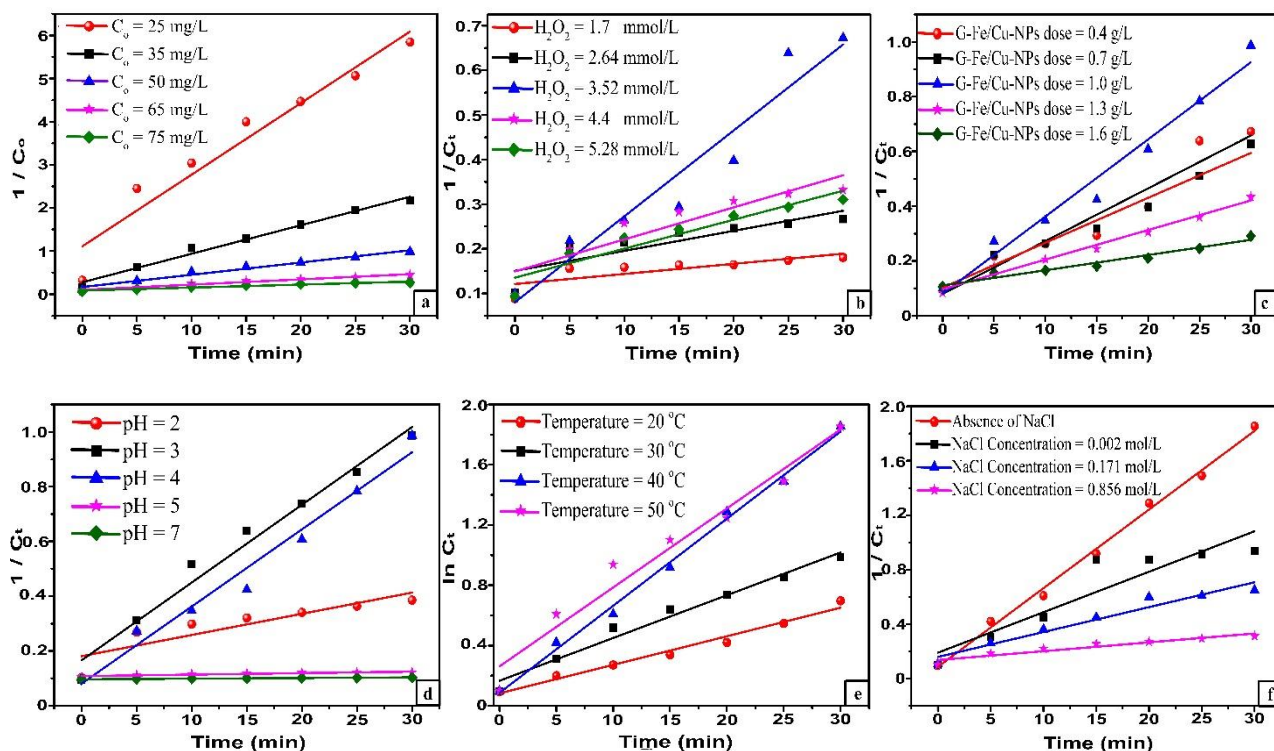 C₀ = 25 mg/L
C₀ = 35 mg/L
C₀ = 50 mg/L
C₀ = 65 mg/L
C₀ = 75 mg/L
1 / C₀
6
5
4
3
2
1
0
0 5 10 15 20 25 30
Time (min)
a
H₂O₂ = 1.7 mmol/L
H₂O₂ = 2.64 mmol/L
H₂O₂ = 3.52 mmol/L
H₂O₂ = 4.4 mmol/L
H₂O₂ = 5.28 mmol/L
1 / Cₜ
0.7
0.6
0.5
0.4
0.3
0.2
0.1
0 5 10 15 20 25 30
Time (min)
b
G-Fe/Cu-NPs dose = 0.4 g/L
G-Fe/Cu-NPs dose = 0.7 g/L
G-Fe/Cu-NPs dose = 1.0 g/L
G-Fe/Cu-NPs dose = 1.3 g/L
G-Fe/Cu-NPs dose = 1.6 g/L
1 / Cₜ
1.0
0.8
0.6
0.4
0.2
0.0
0 5 10 15 20 25 30
Time (min)
c
pH = 2
pH = 3
pH = 4
pH = 5
pH = 7
1 / Cₜ
1.0
0.8
0.6
0.4
0.2
0.0
0 5 10 15 20 25 30
Time (min)
d
Temperature = 20 °C
Temperature = 30 °C
Temperature = 40 °C
Temperature = 50 °C
ln Cₜ
2.0
1.6
1.2
0.8
0.4
0.0
0 5 10 15 20 25 30
Time (min)
e
Absence of NaCl
NaCl Concentration = 0.002 mol/L
NaCl Concentration = 0.171 mol/L
NaCl Concentration = 0.856 mol/L
1 / Cₜ
2.0
1.6
1.2
0.8
0.4
0.0
0 5 10 15 20 25 30
Time (min)
f